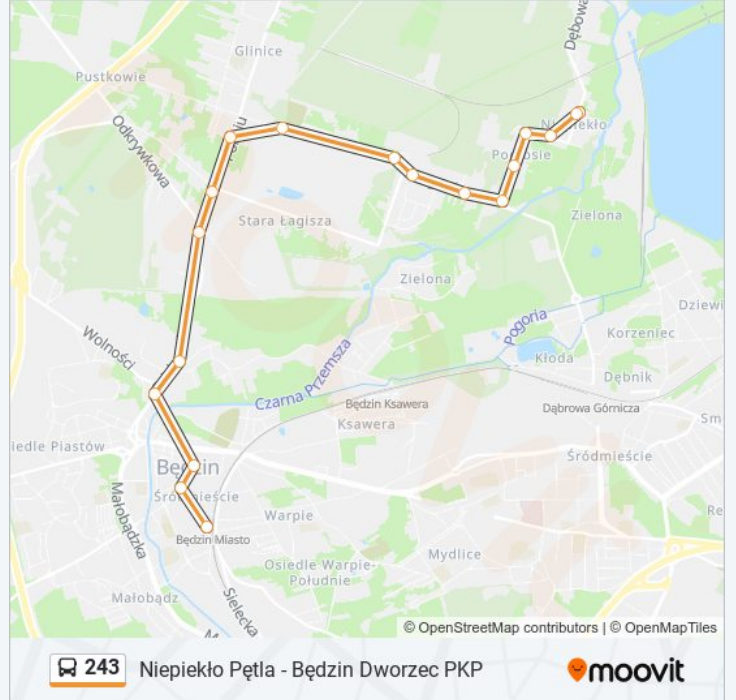 Dębowa
Glinice
Pustkowie
Odkrywkowa
Niepiekło
Podłosie
Stara Łagisza
Zielona
Zielona
Pogoria
Dziewi
Korzeniec
Wolności
Czarna Przemsza
Kłoda
Dębnik
Będzin Ksawera
Dąbrowa Górnicza
Ksawera
Sm
iedle Piastów
Będzin
Śródmieście
Śródmieście
Małobądzka
Warpie
Re
Będzin Miasto
Mydlice
Osiedle Warpie-
Południe
Małobądz
Sielecka
© OpenStreetMap contributors | © OpenMapTiles
243 Niepiekło Pętla - Będzin Dworzec PKP
moovit